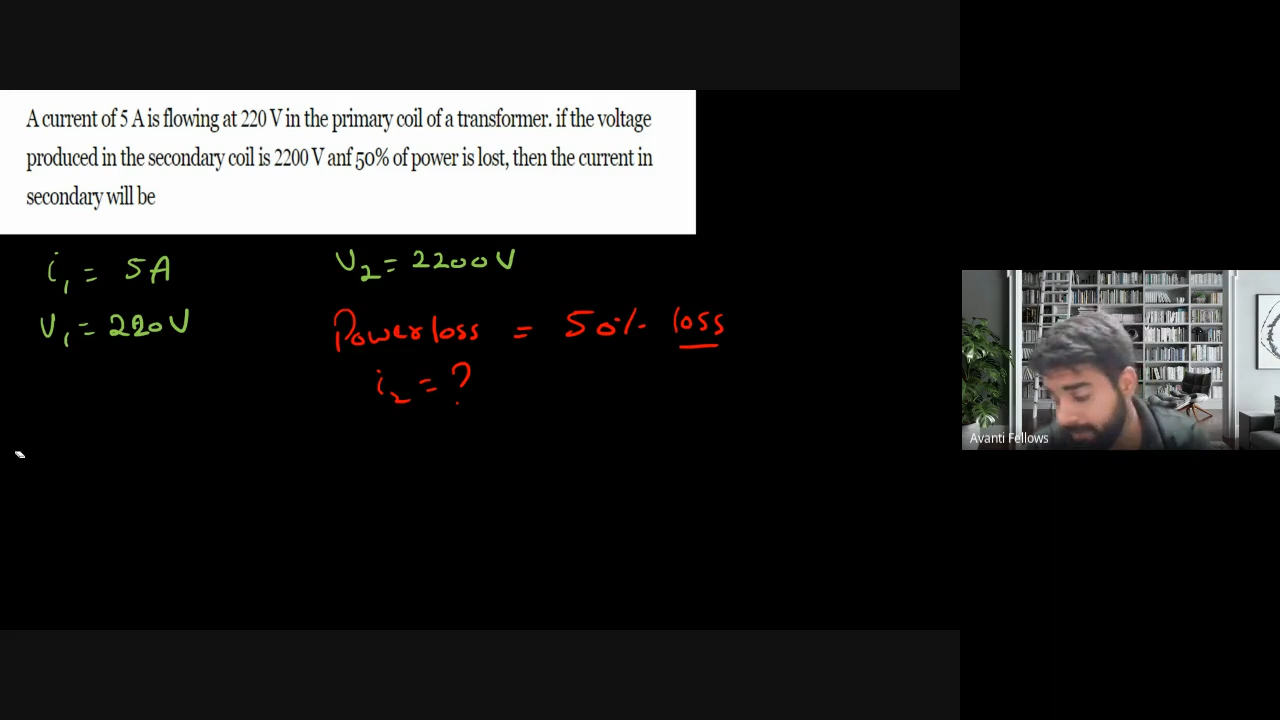 A current of 5 A is flowing at 220 V in the primary coil of a transformer. if the voltage
produced in the secondary coil is 2200 V anf 50% of power is lost, then the current in
secondary will be
i₁ = 5A
V₁ = 220V
V₂ = 2200V
Power loss = 50% loss
i₂ = ?
Avanti Fellows